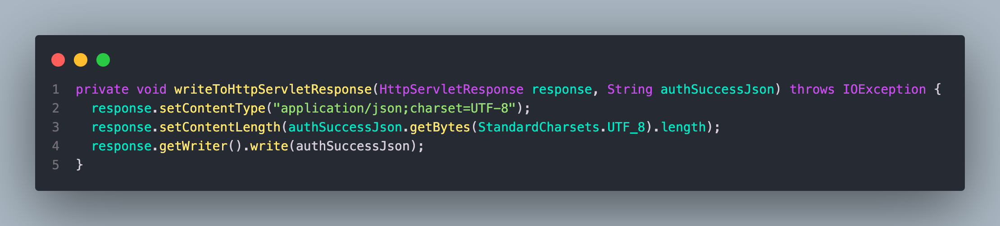 1 private void writeToHttpServletResponse(HttpServletResponse response, String authSuccessJson) throws IOException {
2   response.setContentType("application/json;charset=UTF-8");
3   response.setContentLength(authSuccessJson.getBytes(StandardCharsets.UTF_8).length);
4   response.getWriter().write(authSuccessJson);
5 }